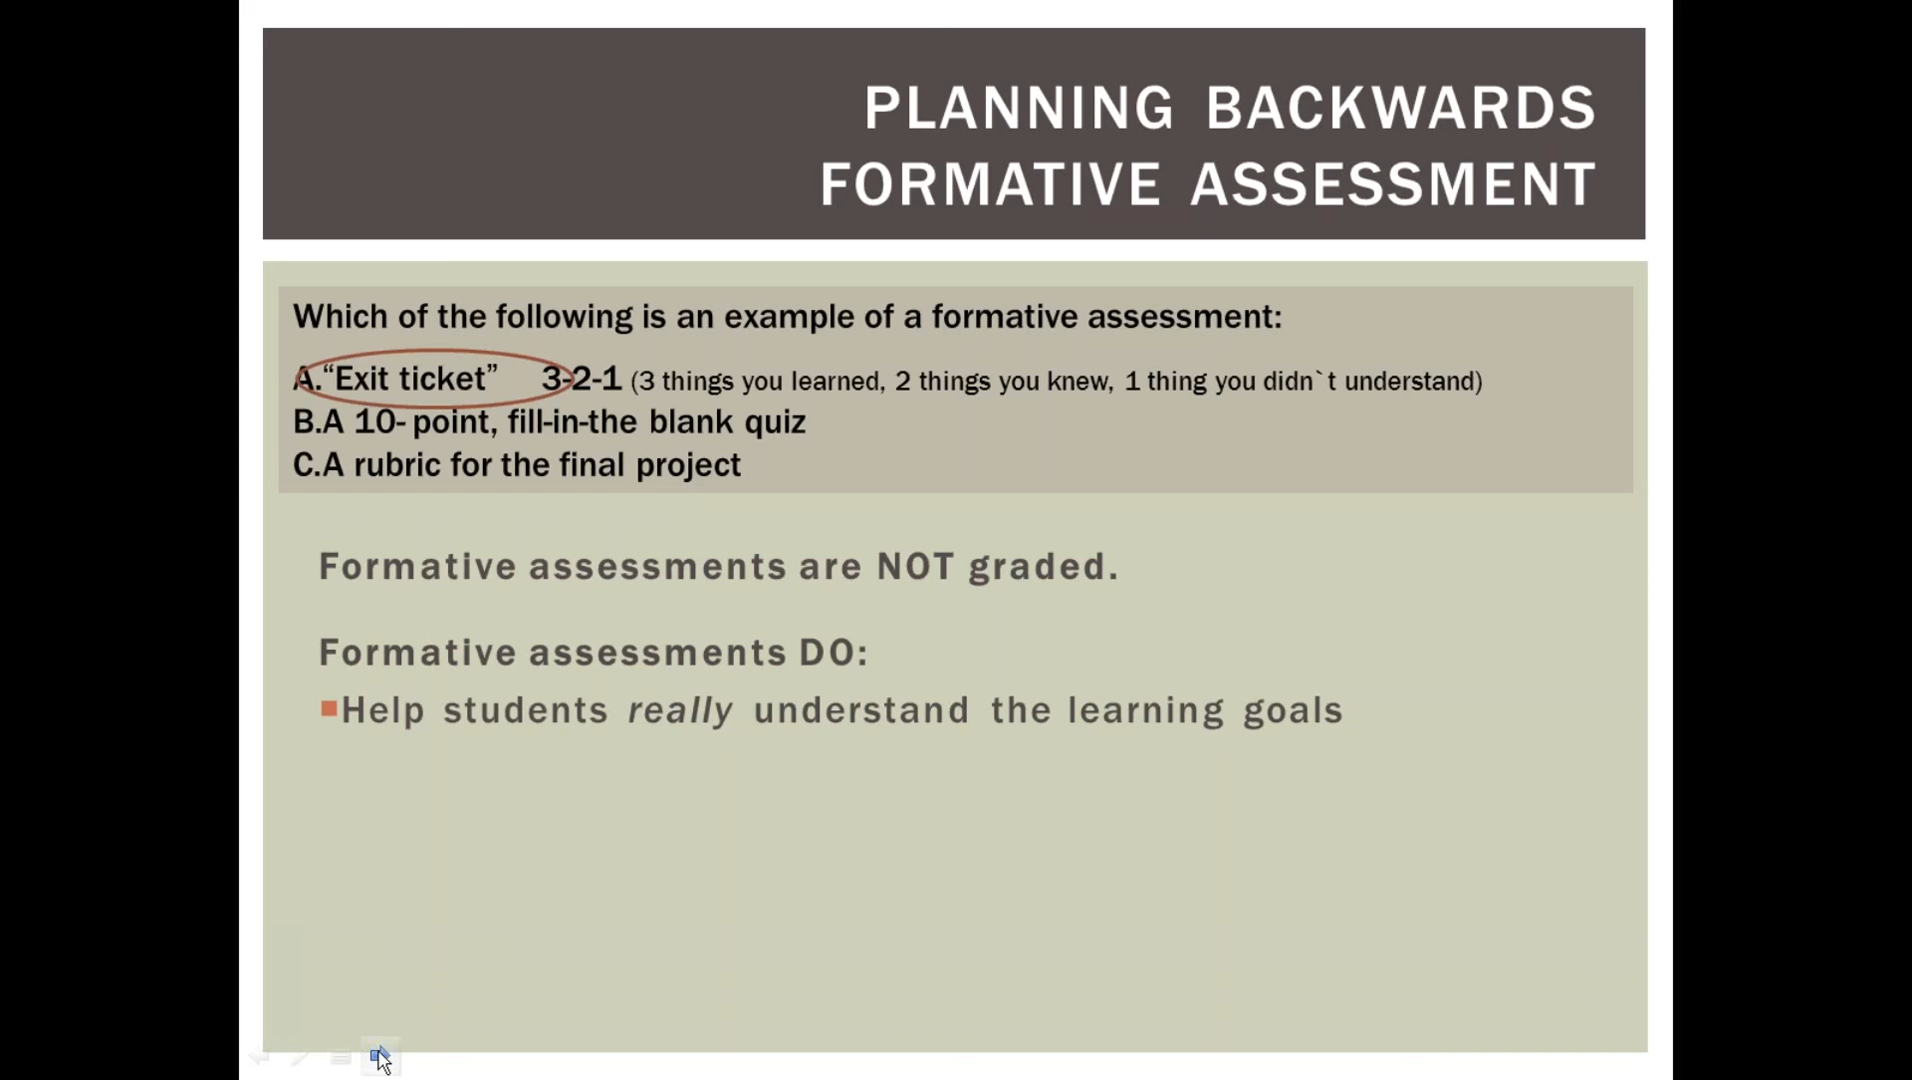 PLANNING BACKWARDS
FORMATIVE ASSESSMENT
Which of the following is an example of a formative assessment:
A.“Exit ticket” 3-2-1 (3 things you learned, 2 things you knew, 1 thing you didn`t understand)
B.A 10- point, fill-in-the blank quiz
C.A rubric for the final project
Formative assessments are NOT graded.
Formative assessments DO:
Help students really understand the learning goals